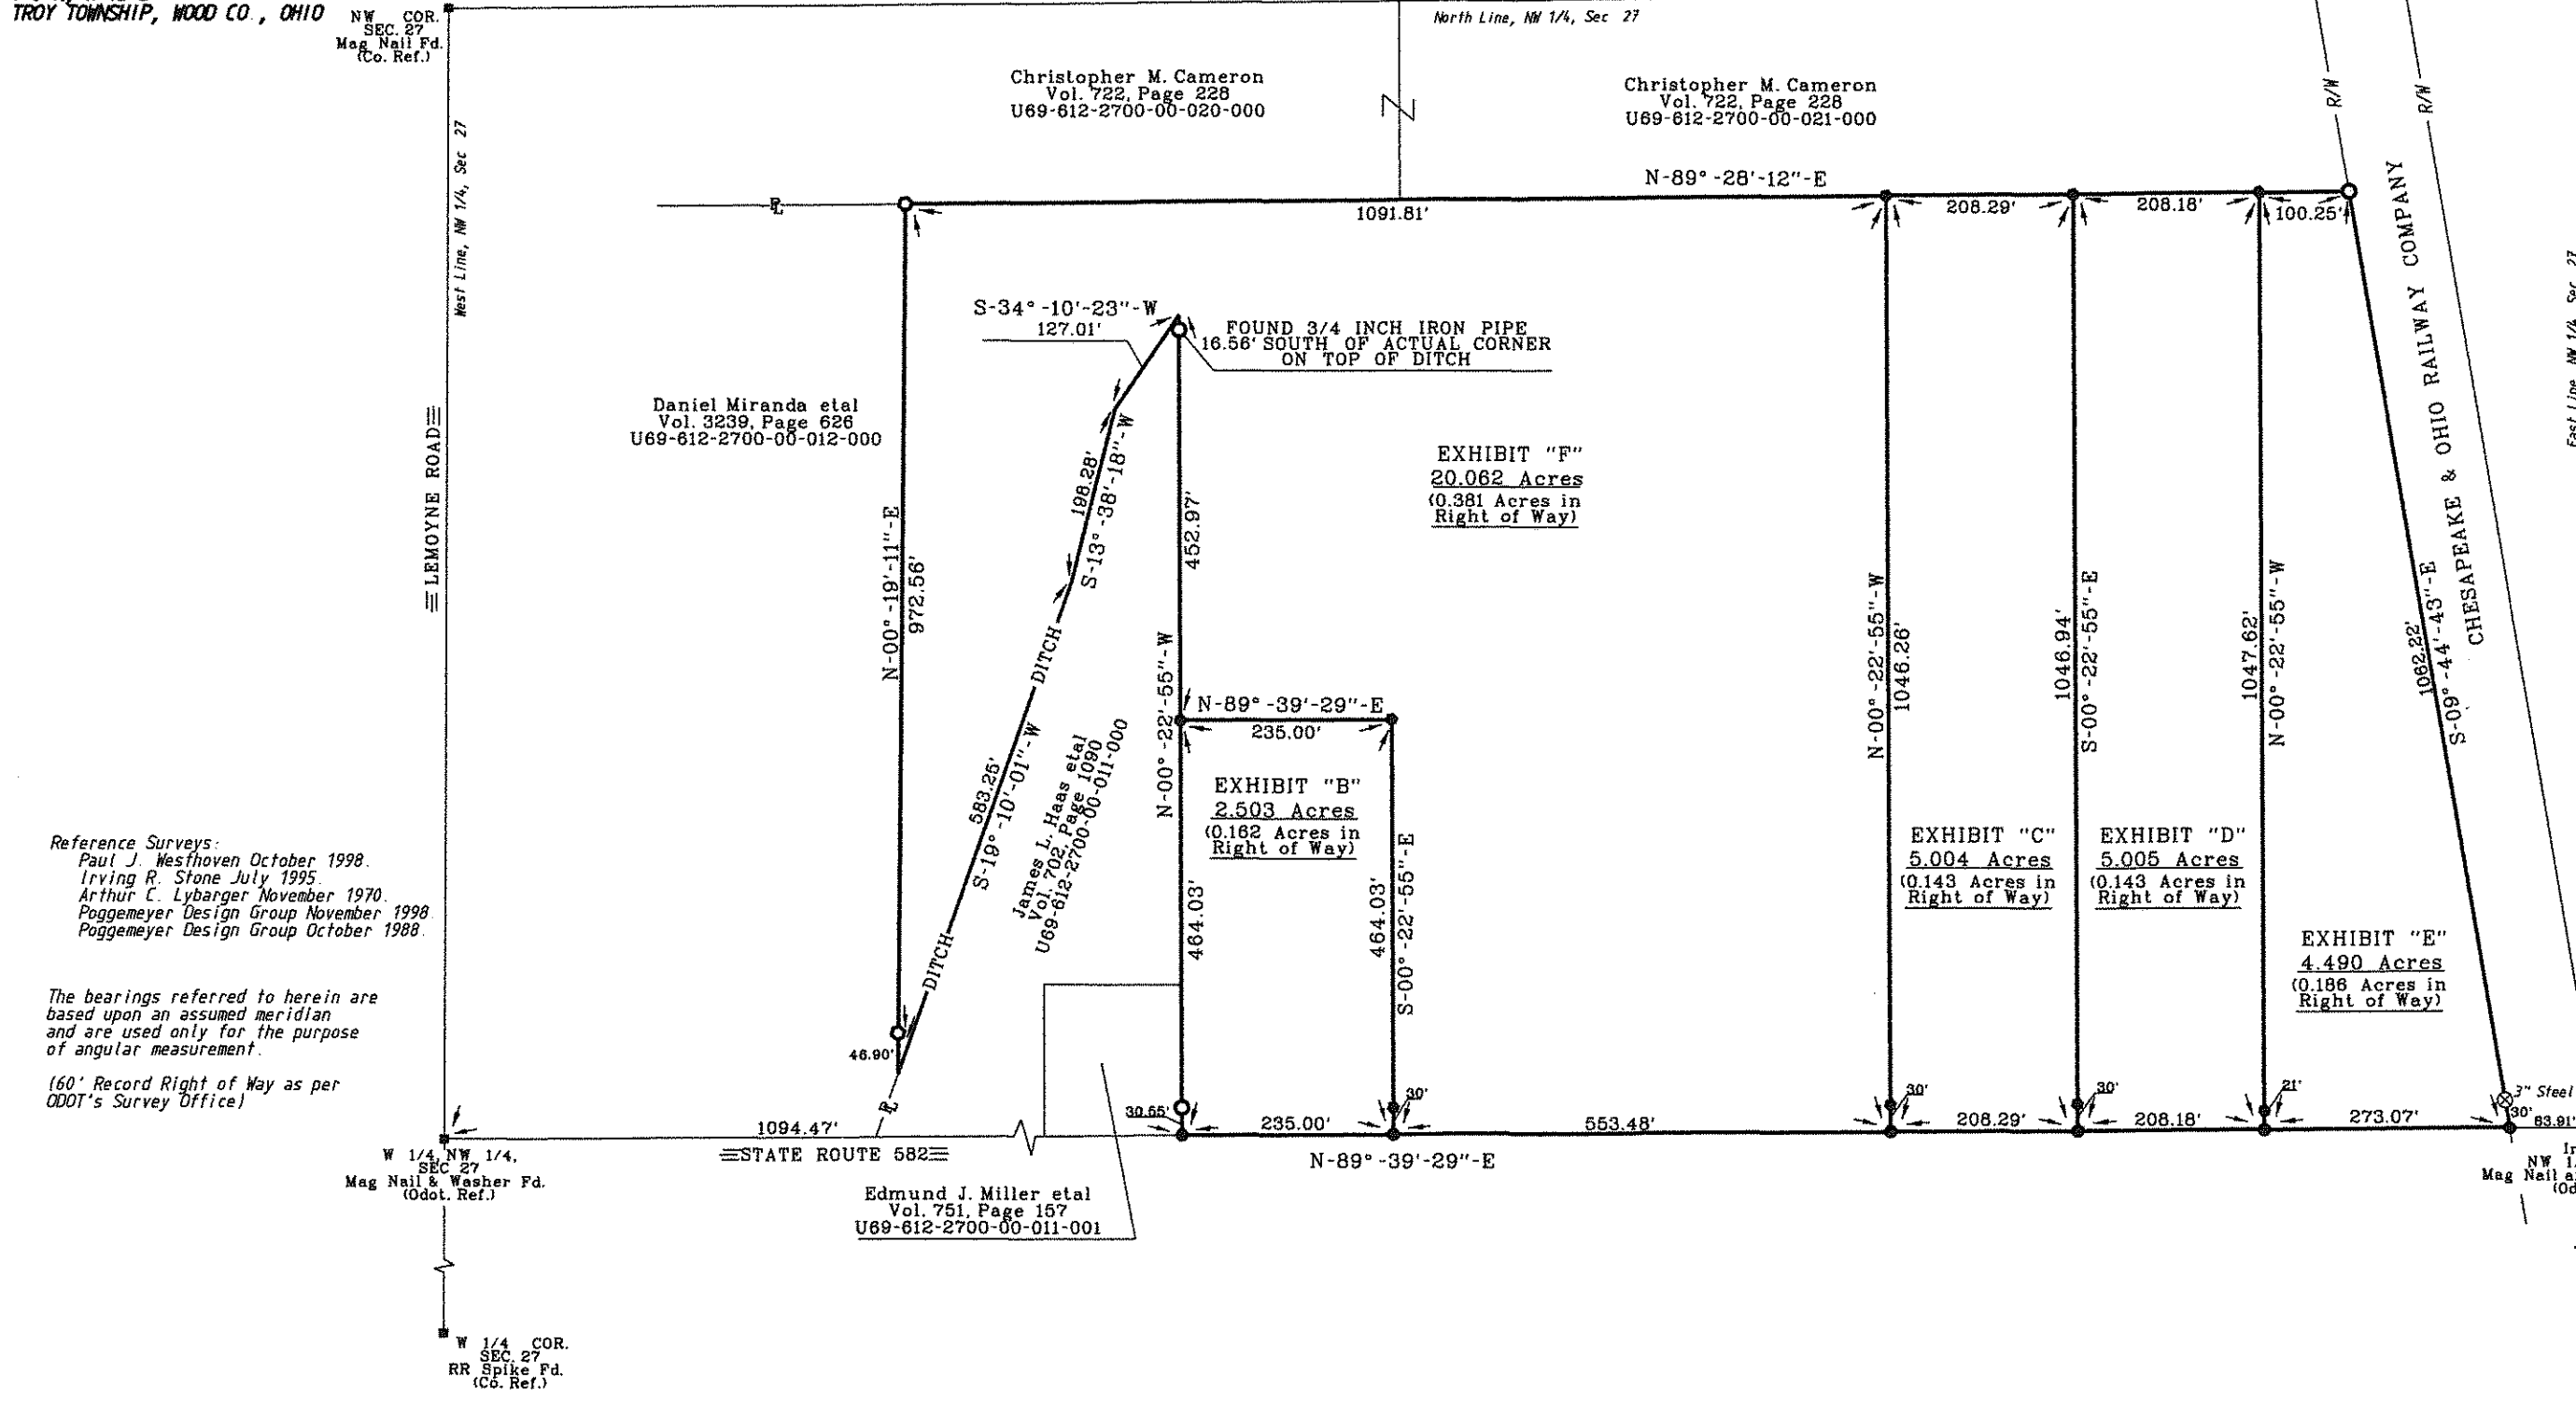 TROY TOWNSHIP, WOOD CO., OHIO
NW COR.
SEC. 27
Mag Nail Fd.
(Co. Ref.)
North Line, NW 1/4, Sec 27
West Line, NW 1/4, Sec 27
Christopher M. Cameron
Vol. 722, Page 228
U69-612-2700-00-020-000
Christopher M. Cameron
Vol. 722, Page 228
U69-612-2700-00-021-000
R/W
R/W
CHESAPEAKE & OHIO RAILWAY COMPANY
East Line, NW 1/4, Sec 27
N-89°-28'-12"-E
PL
1091.81'
208.29'
208.18'
100.25'
S-34°-10'-23"-W
127.01'
FOUND 3/4 INCH IRON PIPE
16.56' SOUTH OF ACTUAL CORNER
ON TOP OF DITCH
Daniel Miranda etal
Vol. 3239, Page 626
U69-612-2700-00-012-000
≡LEMOYNE ROAD≡
198.28'
S-13°-38'-18"-W
452.97'
EXHIBIT "F"
20.062 Acres
(0.381 Acres in
Right of Way)
N-00°-19'-11"-E
972.56'
DITCH
N-00°-22'-55"-W
N-00°-22'-55"-W
1046.26'
1046.94'
S-00°-22'-55"-E
1047.62'
N-00°-22'-55"-W
1062.22'
S-09°-44'-43"-E
N-89°-39'-29"-E
235.00'
583.25'
S-19°-10'-01"-W
James L. Haas etal
Vol. 702, Page 1090
U69-612-2700-00-011-000
EXHIBIT "B"
2.503 Acres
(0.162 Acres in
Right of Way)
464.03'
464.03'
S-00°-22'-55"-E
EXHIBIT "C"
5.004 Acres
(0.143 Acres in
Right of Way)
EXHIBIT "D"
5.005 Acres
(0.143 Acres in
Right of Way)
EXHIBIT "E"
4.490 Acres
(0.186 Acres in
Right of Way)
Reference Surveys:
Paul J. Westhoven October 1998.
Irving R. Stone July 1995.
Arthur C. Lybarger November 1970.
Poggemeyer Design Group November 1998.
Poggemeyer Design Group October 1988.
The bearings referred to herein are
based upon an assumed meridian
and are used only for the purpose
of angular measurement.
(60' Record Right of Way as per
ODOT's Survey Office)
DITCH
46.90'
PL
30.55'
30'
30'
30'
21'
3" Steel
30'
1094.47'
235.00'
553.48'
208.29'
208.18'
273.07'
63.91'
≡STATE ROUTE 582≡
N-89°-39'-29"-E
W 1/4, NW 1/4,
SEC 27
Mag Nail & Washer Fd.
(Odot. Ref.)
Edmund J. Miller etal
Vol. 751, Page 157
U69-612-2700-00-011-001
NW
Mag Nail
W 1/4 COR.
SEC. 27
RR Spike Fd.
(Co. Ref.)